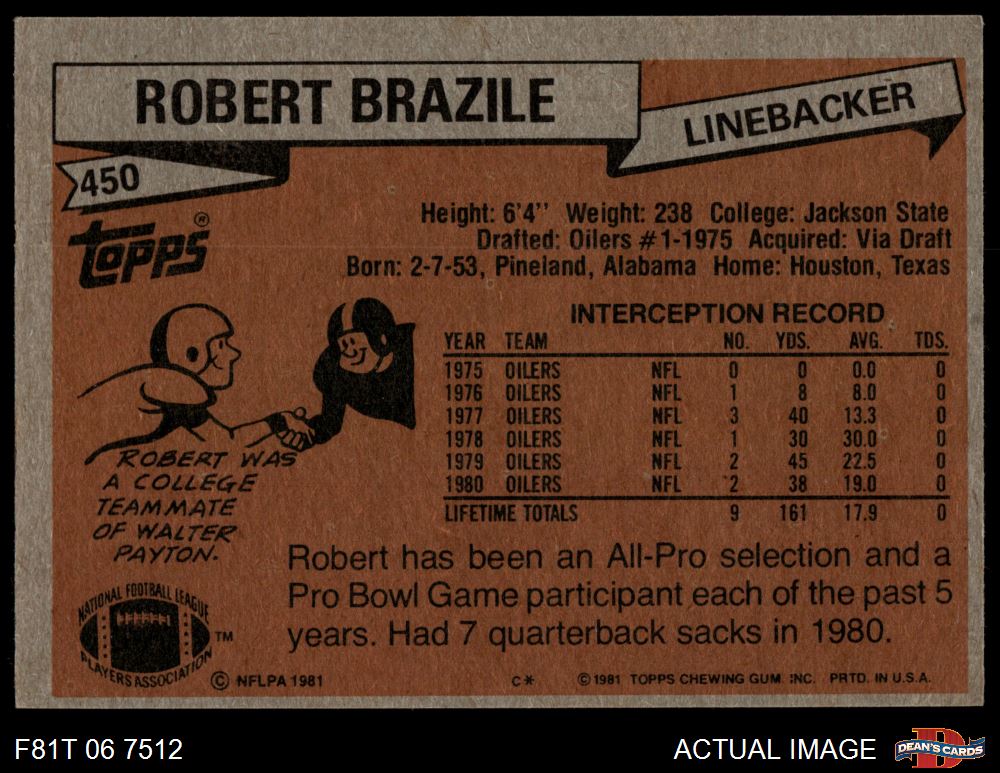 ROBERT BRAZILE
LINEBACKER
450
topps®
Height: 6'4'' Weight: 238 College: Jackson State
Drafted: Oilers #1-1975 Acquired: Via Draft
Born: 2-7-53, Pineland, Alabama Home: Houston, Texas
INTERCEPTION RECORD
YEAR TEAM NO. YDS. AVG. TDS.
1975 OILERS NFL 0 0 0.0 0
1976 OILERS NFL 1 8 8.0 0
1977 OILERS NFL 3 40 13.3 0
1978 OILERS NFL 1 30 30.0 0
1979 OILERS NFL 2 45 22.5 0
1980 OILERS NFL 2 38 19.0 0
LIFETIME TOTALS 9 161 17.9 0
ROBERT WAS
A COLLEGE
TEAMMATE
OF WALTER
PAYTON.
Robert has been an All-Pro selection and a
Pro Bowl Game participant each of the past 5
years. Had 7 quarterback sacks in 1980.
NATIONAL FOOTBALL LEAGUE
PLAYERS ASSOCIATION
TM
© NFLPA 1981 C* © 1981 TOPPS CHEWING GUM INC. PRTD. IN U.S.A.
F81T 06 7512 ACTUAL IMAGE
D
DEAN'S CARDS